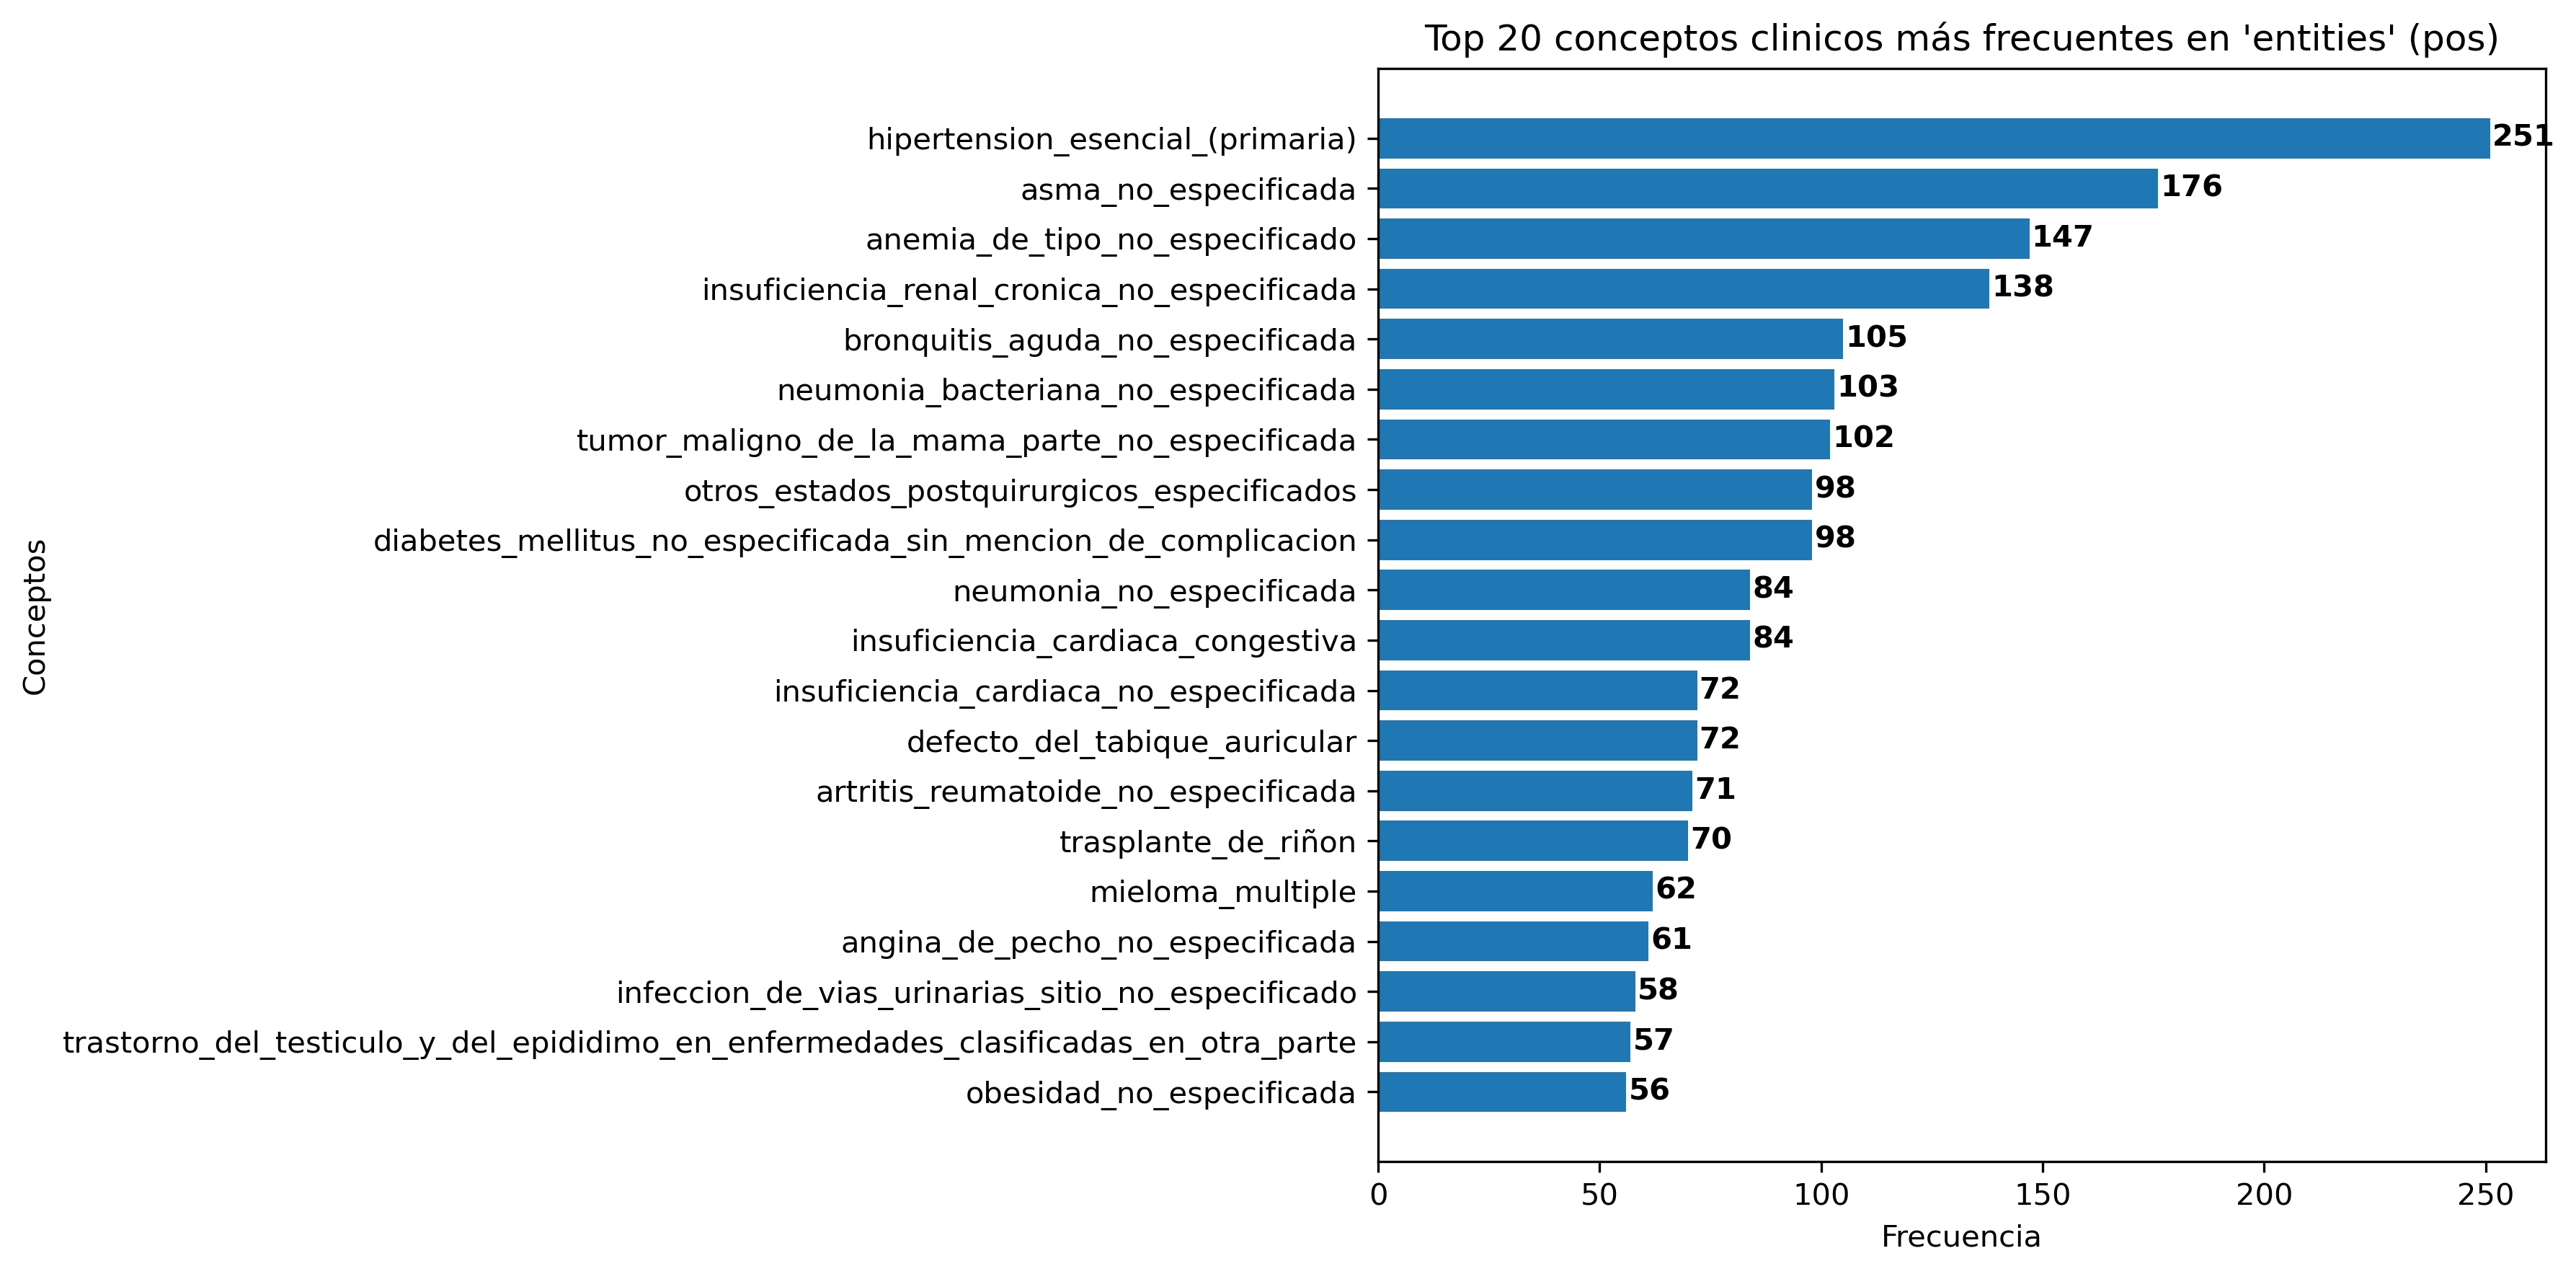 Top 20 conceptos clinicos más frecuentes en 'entities' (pos)
Conceptos
hipertension_esencial_(primaria) 251
asma_no_especificada 176
anemia_de_tipo_no_especificado 147
insuficiencia_renal_cronica_no_especificada 138
bronquitis_aguda_no_especificada 105
neumonia_bacteriana_no_especificada 103
tumor_maligno_de_la_mama_parte_no_especificada 102
otros_estados_postquirurgicos_especificados 98
diabetes_mellitus_no_especificada_sin_mencion_de_complicacion 98
neumonia_no_especificada 84
insuficiencia_cardiaca_congestiva 84
insuficiencia_cardiaca_no_especificada 72
defecto_del_tabique_auricular 72
artritis_reumatoide_no_especificada 71
trasplante_de_riñon 70
mieloma_multiple 62
angina_de_pecho_no_especificada 61
infeccion_de_vias_urinarias_sitio_no_especificado 58
trastorno_del_testiculo_y_del_epididimo_en_enfermedades_clasificadas_en_otra_parte 57
obesidad_no_especificada 56
0 50 100 150 200 250
Frecuencia